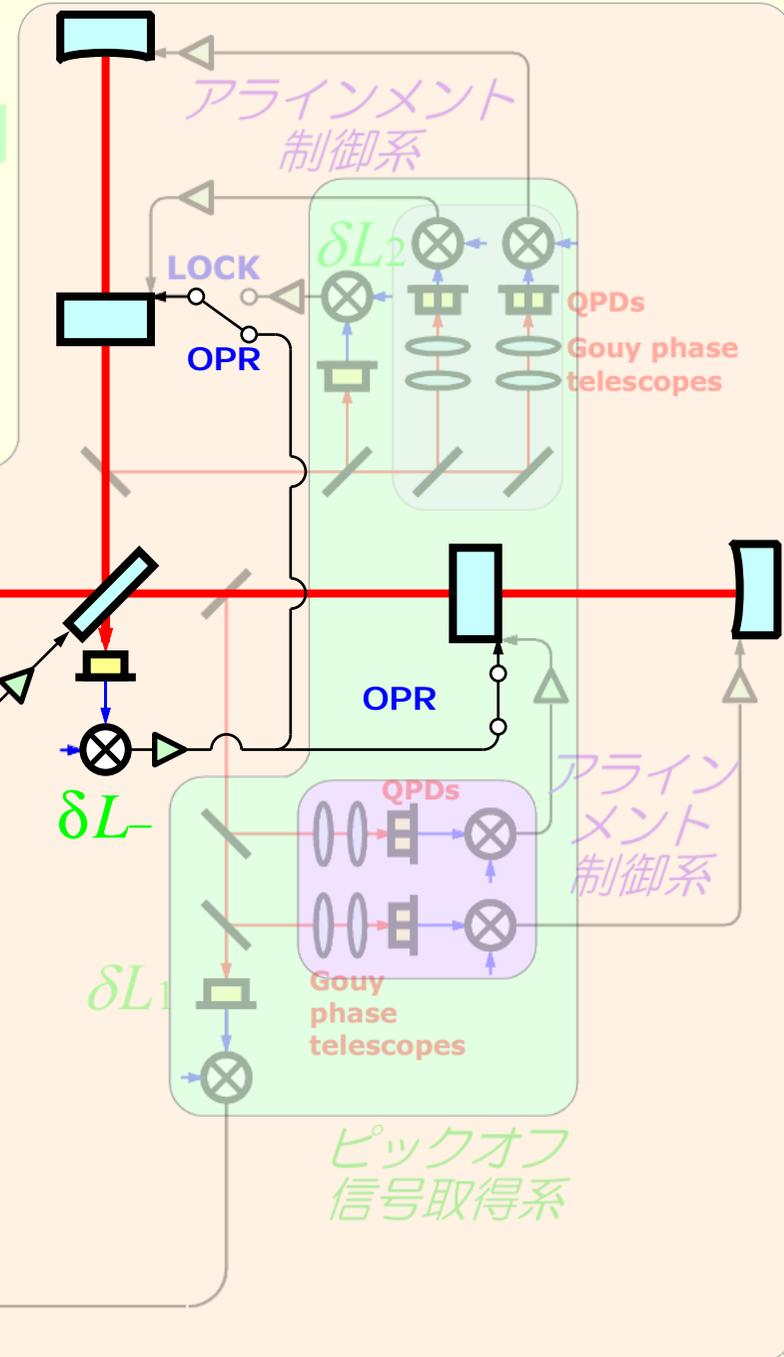 アラインメント
制御系
δL2
LOCK
OPR
QPDs
Gouy phase
telescopes
OPR
δL−
QPDs
アライン
メント
制御系
δL1
Gouy
phase
telescopes
ピックオフ
信号取得系